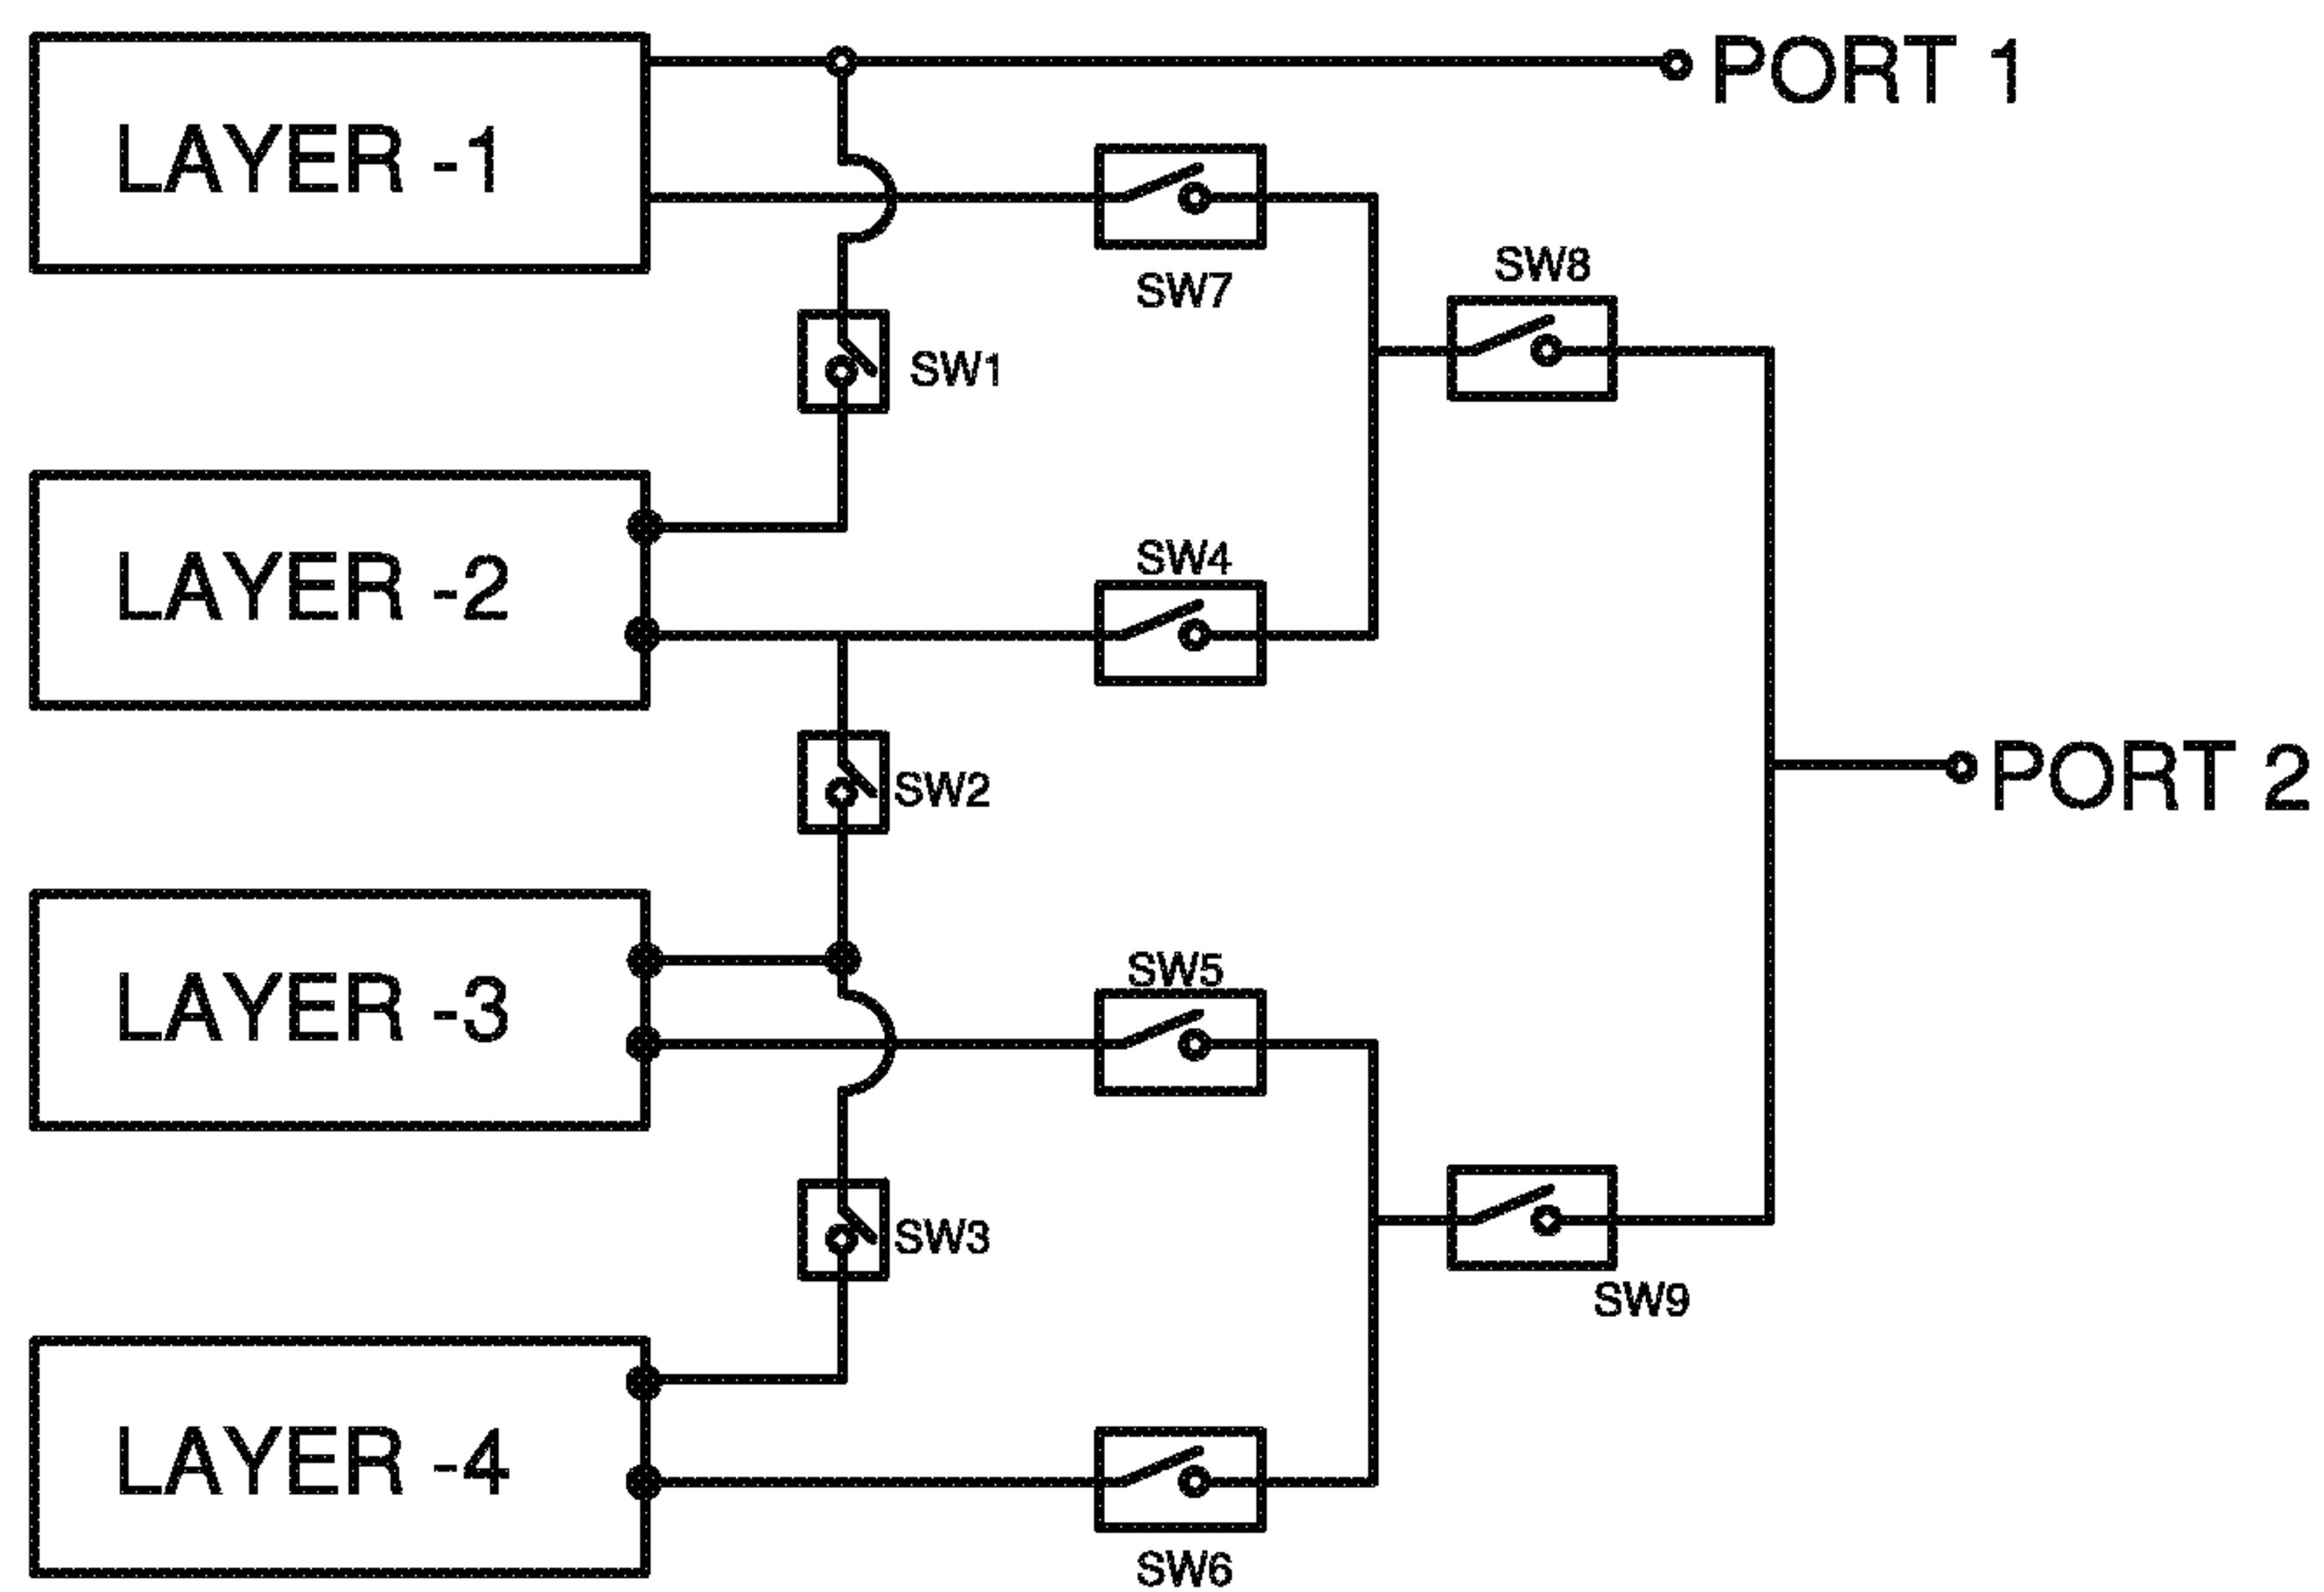 PORT 1
LAYER -1
SW7
SW8
SW1
LAYER -2
SW4
SW2
PORT 2
LAYER -3
SW5
SW3
SW9
LAYER -4
SW6